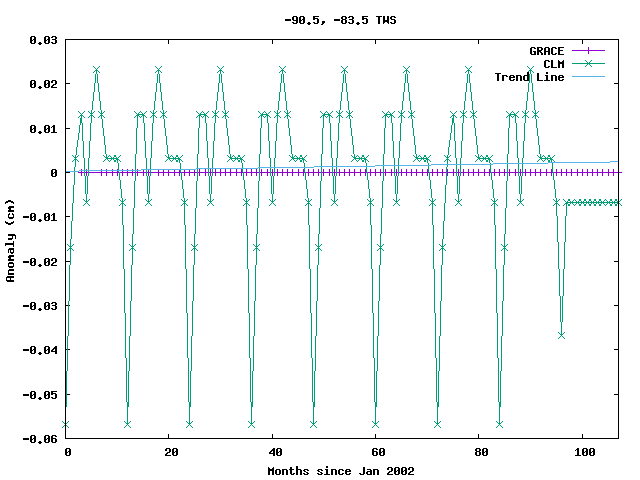 -90.5, -83.5 TWS
GRACE
CLM
Trend Line
0.03
0.02
0.01
0
-0.01
-0.02
-0.03
-0.04
-0.05
-0.06
Anomaly (cm)
0 20 40 60 80 100
Months since Jan 2002